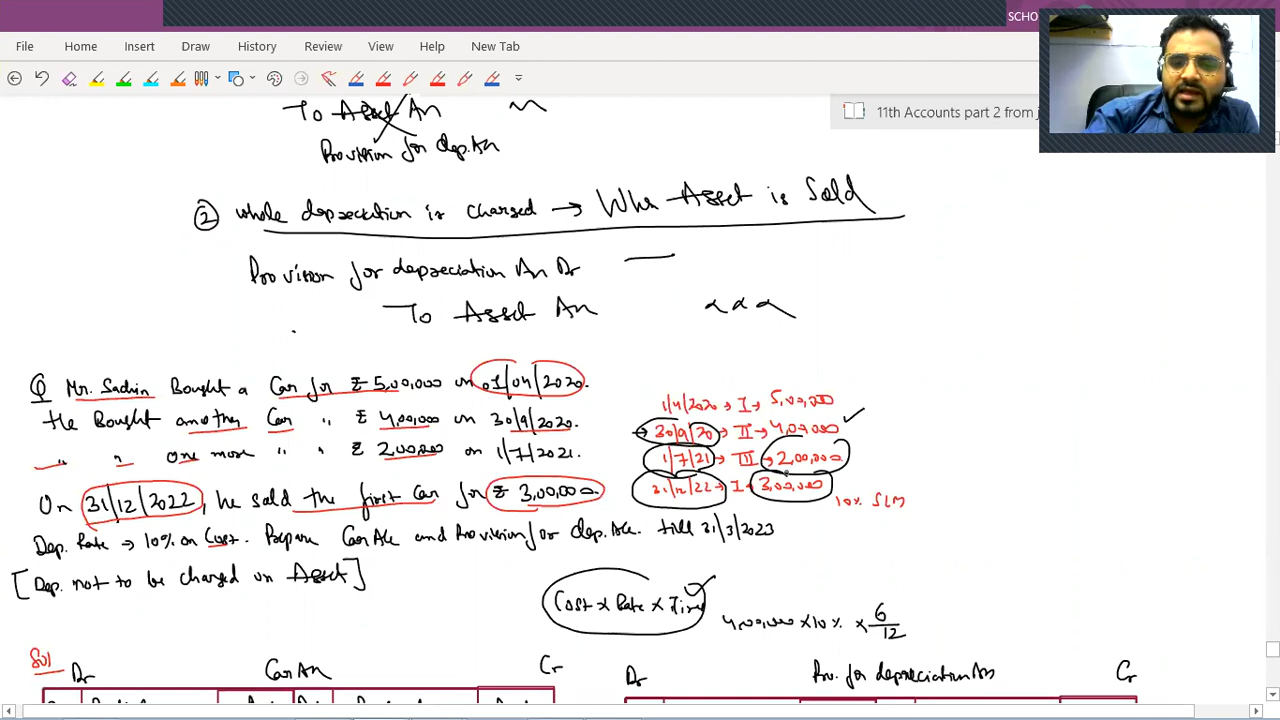 SCHO
File Home Insert Draw History Review View Help New Tab
11th Accounts part 2 from j
To Asset A/c
Provision for dep. A/c
② whole depreciation is charged → When Asset is Sold
Provision for depreciation A/c Dr
To Asset A/c
Q Mr. Sachin Bought a Car for ₹ 5,00,000 on 01/04/2020.
He Bought another Car " ₹ 4,00,000 on 30/9/2020.
" " one more " " ₹ 2,00,000 on 1/7/2021.
On 31/12/2022, he sold the first Car for ₹ 3,00,000.
Dep. Rate → 10% on Cost. Prepare Car A/c and Provision for dep. A/c. till 31/3/2023
[Dep. not to be charged on Asset]
1/4/2020 → I → 5,00,000
→ 30/9/20 → II → 4,00,000 ✓
1/7/21 → III → 2,00,000
31/12/22 → I → 3,00,000
10% SLM
Cost x Rate x Time
4,00,000 x 10% x 6/12
Sol
Dr Car A/c Cr
Dr Prv. for depreciation A/c Cr